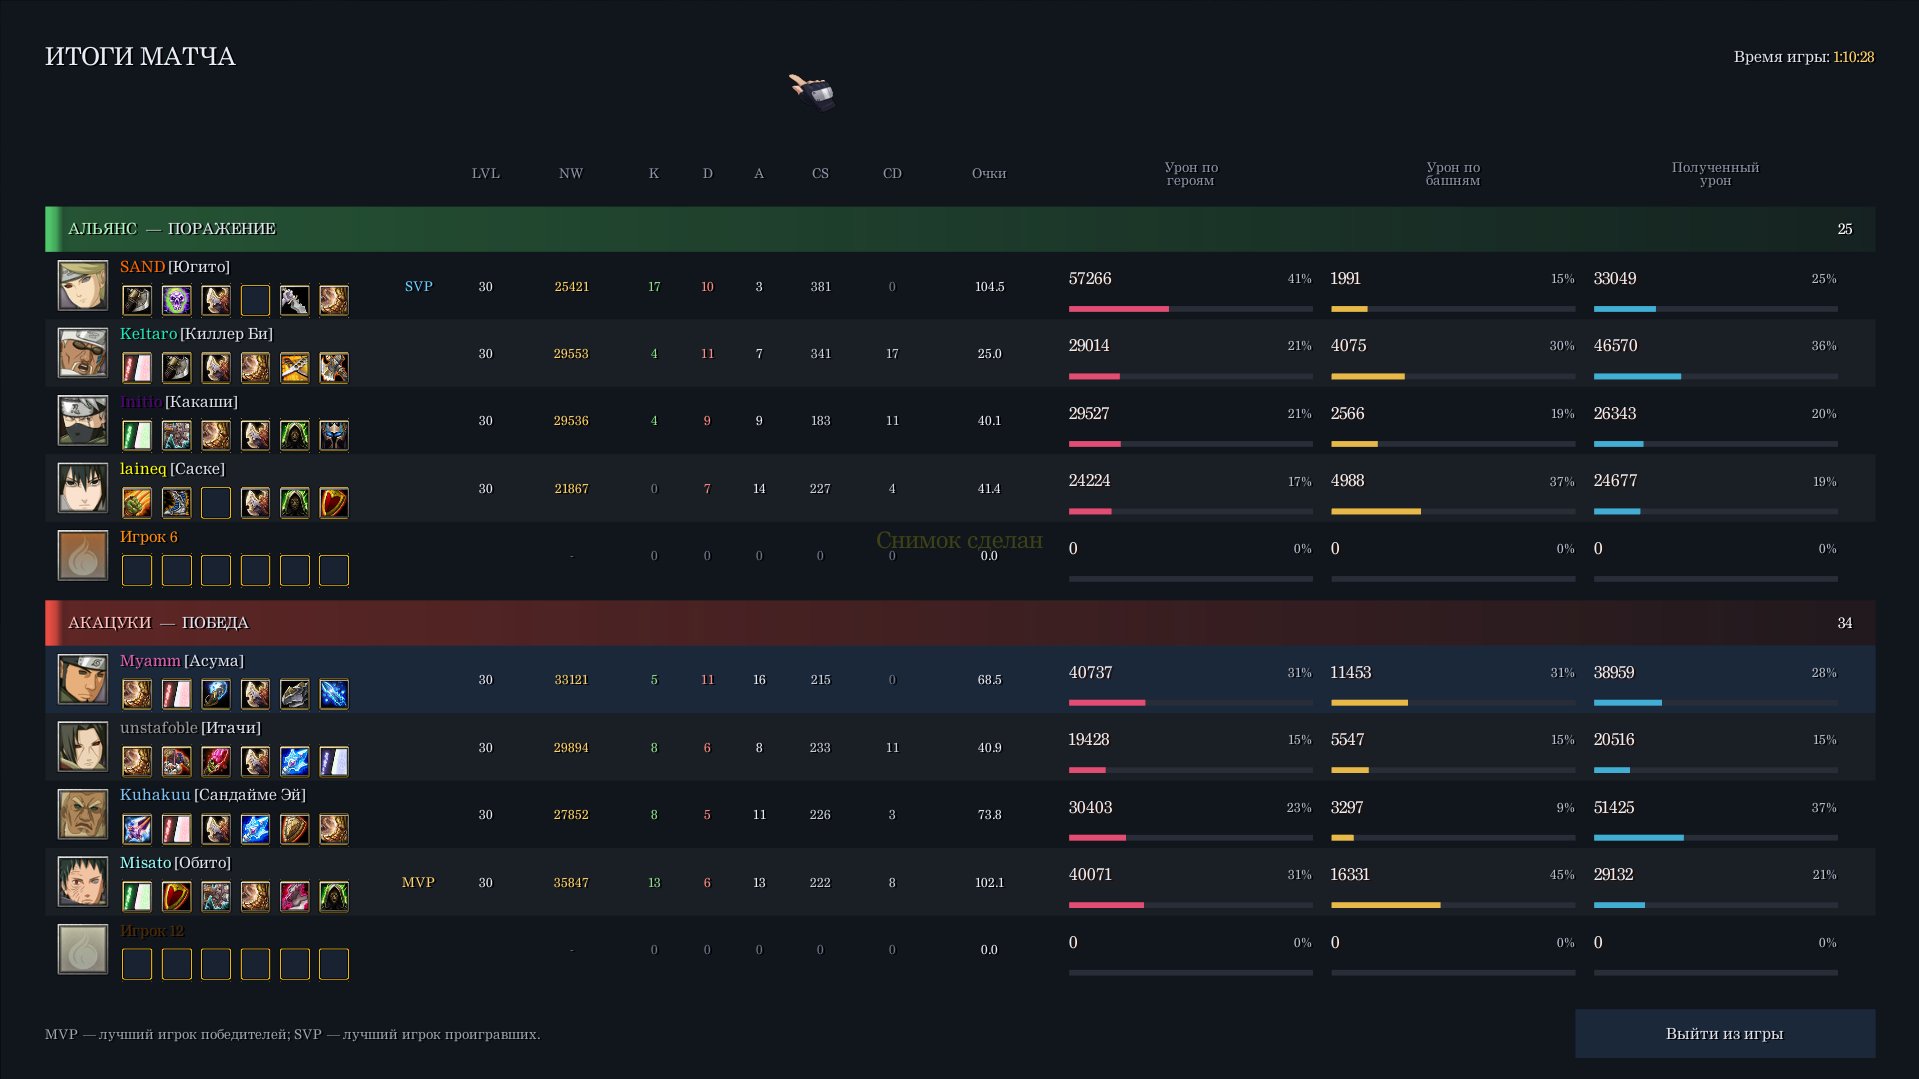 ИТОГИ МАТЧА
Время игры: 1:10:28
LVL NW K D A CS CD Очки Урон по героям Урон по башням Полученный урон
АЛЬЯНС — ПОРАЖЕНИЕ 25
SAND [Югито]
SVP 30 25421 17 10 3 381 0 104.5 57266 41% 1991 15% 33049 25%
Ke1taro [Киллер Би]
30 29553 4 11 7 341 17 25.0 29014 21% 4075 30% 46570 36%
Initio [Какаши]
30 29536 4 9 9 183 11 40.1 29527 21% 2566 19% 26343 20%
laineq [Саске]
30 21867 0 7 14 227 4 41.4 24224 17% 4988 37% 24677 19%
Игрок 6
- 0 0 0 0 0 0.0 0 0% 0 0% 0 0%
Снимок сделан
АКАЦУКИ — ПОБЕДА 34
Myamm [Асума]
30 33121 5 11 16 215 0 68.5 40737 31% 11453 31% 38959 28%
unstafoble [Итачи]
30 29894 8 6 8 233 11 40.9 19428 15% 5547 15% 20516 15%
Kuhakuu [Сандайме Эй]
30 27852 8 5 11 226 3 73.8 30403 23% 3297 9% 51425 37%
Misato [Обито]
MVP 30 35847 13 6 13 222 8 102.1 40071 31% 16331 45% 29132 21%
Игрок 12
- 0 0 0 0 0 0.0 0 0% 0 0% 0 0%
MVP — лучший игрок победителей; SVP — лучший игрок проигравших.
Выйти из игры